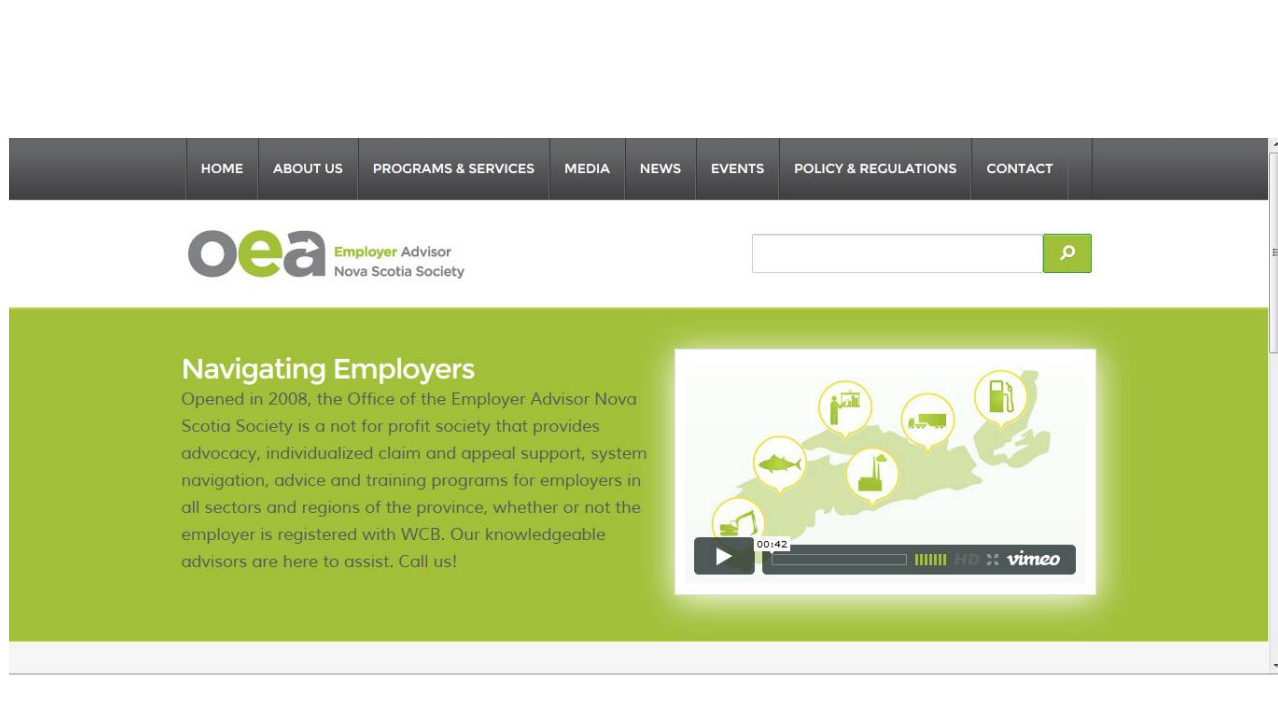 HOME ABOUT US PROGRAMS & SERVICES MEDIA NEWS EVENTS POLICY & REGULATIONS CONTACT
oea Employer Advisor
Nova Scotia Society
Navigating Employers
Opened in 2008, the Office of the Employer Advisor Nova
Scotia Society is a not for profit society that provides
advocacy, individualized claim and appeal support, system
navigation, advice and training programs for employers in
all sectors and regions of the province, whether or not the
employer is registered with WCB. Our knowledgeable
advisors are here to assist. Call us!
00:42
HD vimeo